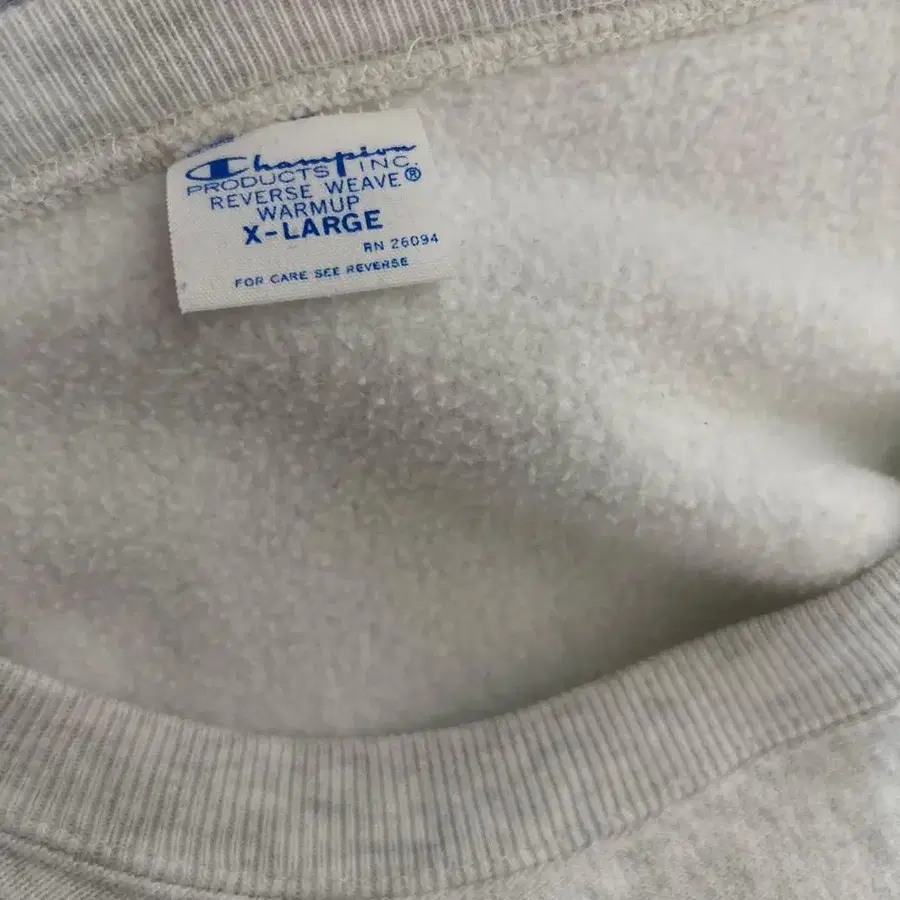 Champion
PRODUCTS INC.
REVERSE WEAVE®
WARMUP
X-LARGE
RN 26094
FOR CARE SEE REVERSE